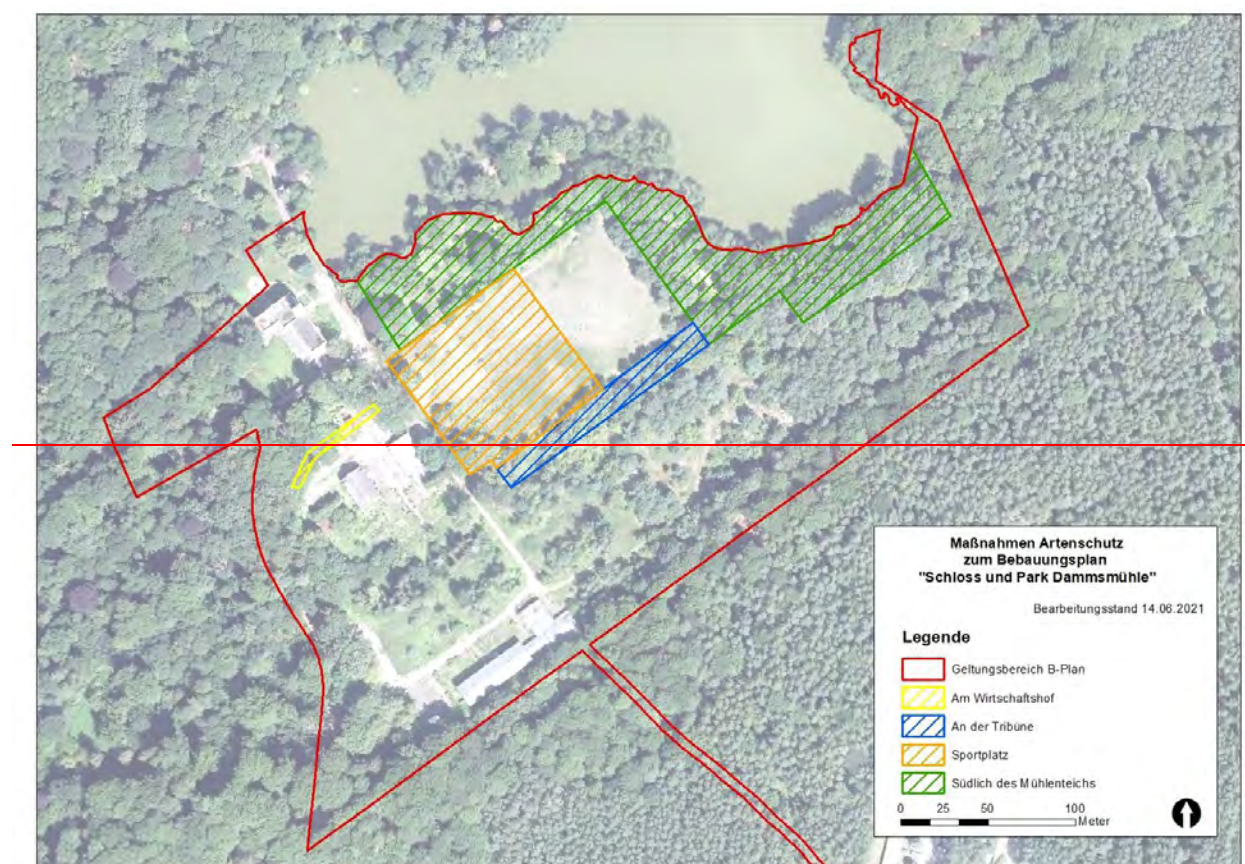 Maßnahmen Artenschutz
zum Bebauungsplan
"Schloss und Park Dammsmühle"
Bearbeitungsstand 14.06.2021
Legende
Geltungsbereich B-Plan
Am Wirtschaftshof
An der Tribüne
Sportplatz
Südlich des Mühlenteichs
0 25 50 100
Meter